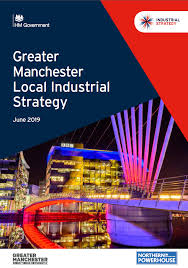 HM Government
INDUSTRIAL
STRATEGY
Greater
Manchester
Local Industrial
Strategy
June 2019
GREATER
MANCHESTER
NORTHERN
POWERHOUSE